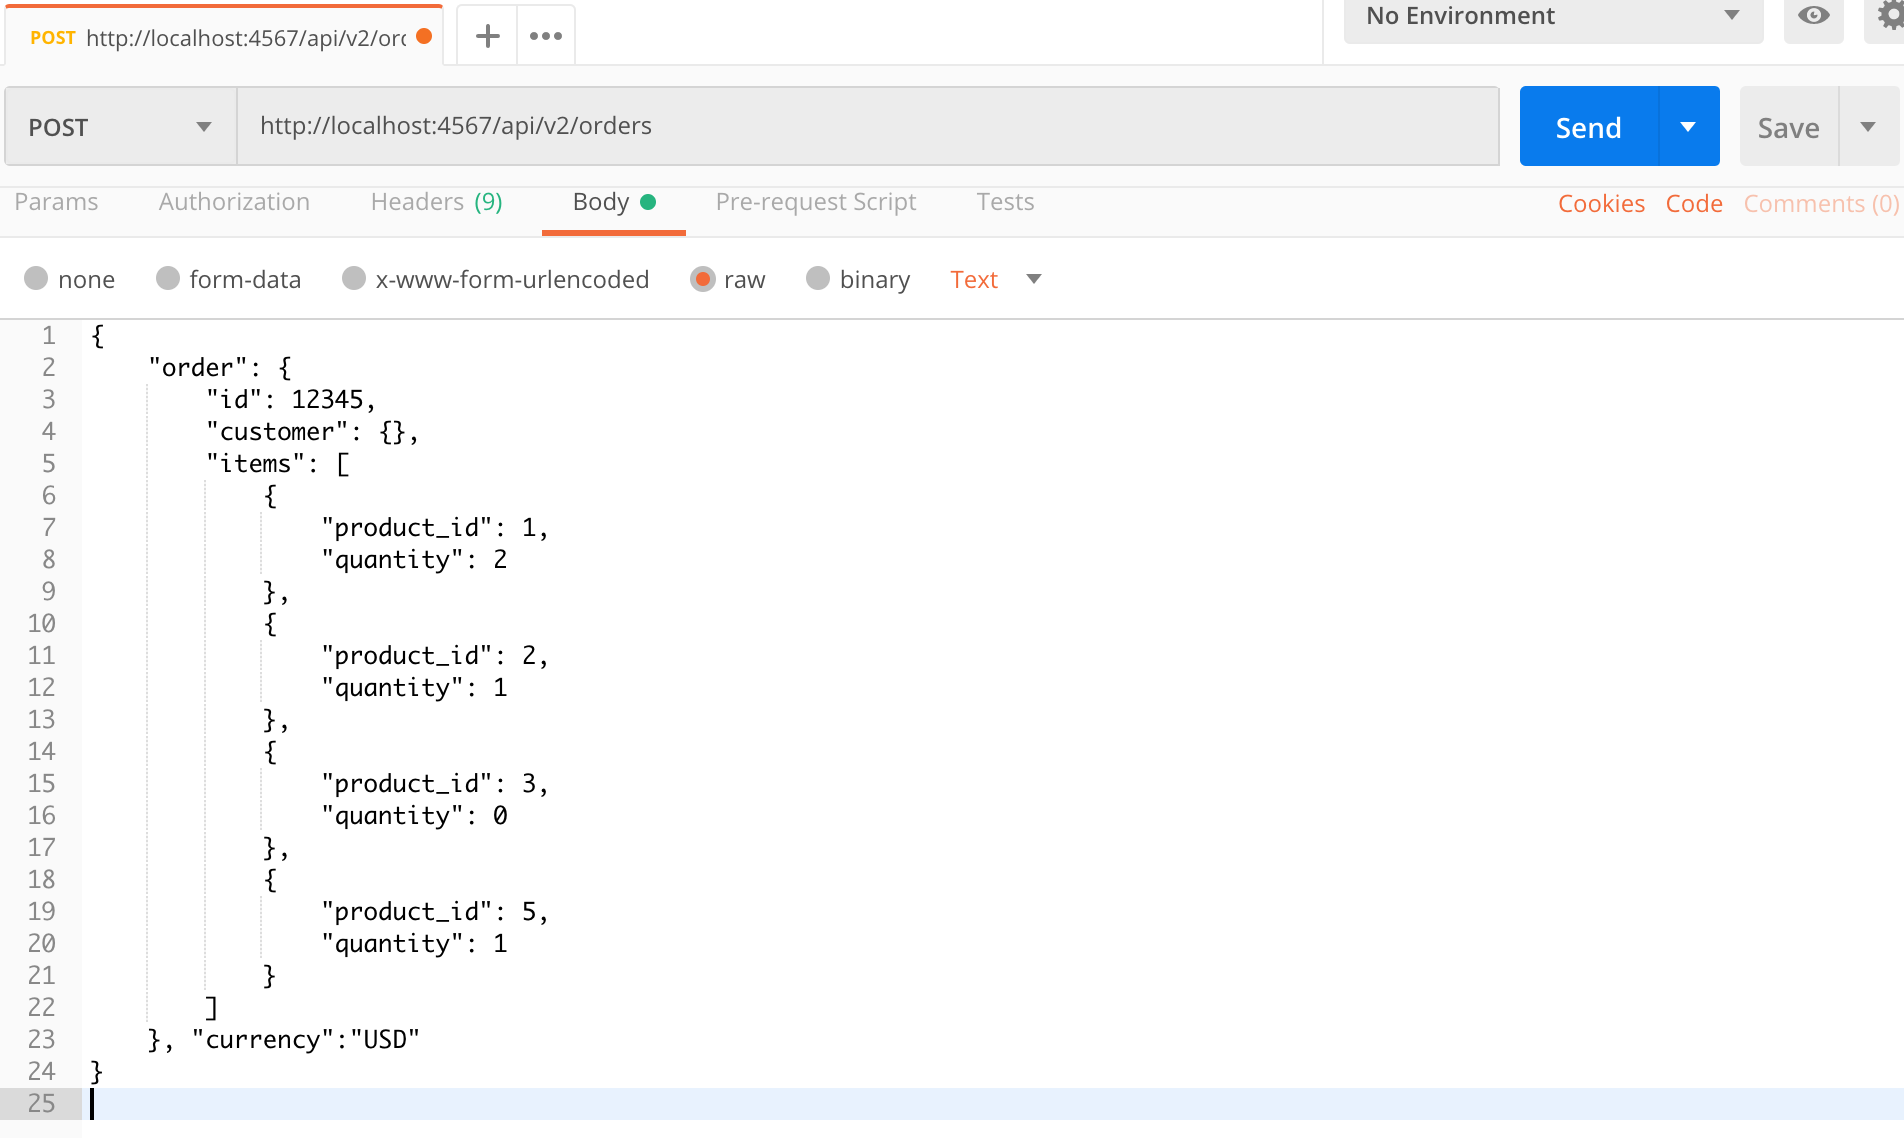 POST http://localhost:4567/api/v2/orc
No Environment
POST http://localhost:4567/api/v2/orders Send Save
Params Authorization Headers (9) Body Pre-request Script Tests Cookies Code Comments (0)
none form-data x-www-form-urlencoded raw binary Text
1 {
2     "order": {
3         "id": 12345,
4         "customer": {},
5         "items": [
6             {
7                 "product_id": 1,
8                 "quantity": 2
9             },
10             {
11                 "product_id": 2,
12                 "quantity": 1
13             },
14             {
15                 "product_id": 3,
16                 "quantity": 0
17             },
18             {
19                 "product_id": 5,
20                 "quantity": 1
21             }
22         ]
23     }, "currency":"USD"
24 }
25